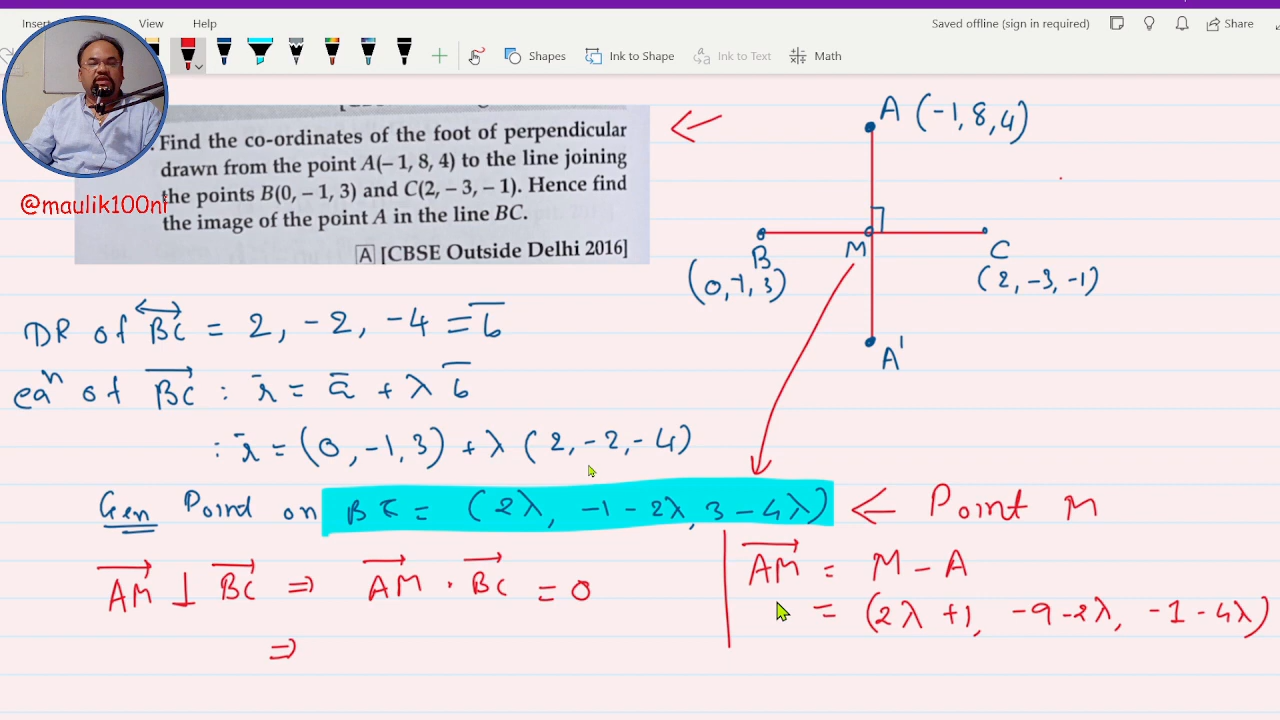 Insert View Help Saved offline (sign in required) Share
Shapes Ink to Shape Ink to Text Math
Find the co-ordinates of the foot of perpendicular
drawn from the point A(– 1, 8, 4) to the line joining
the points B(0, – 1, 3) and C(2, – 3, – 1). Hence find
the image of the point A in the line BC.
A [CBSE Outside Delhi 2016]
@maulik100ni
A (-1, 8, 4)
B M C
(0, -1, 3) (2, -3, -1)
A'
DR of BC = 2, -2, -4 = b
eqn of BC : r = a + λ b
: r = (0, -1, 3) + λ (2, -2, -4)
Gen Point on BC = (2λ, -1 - 2λ, 3 - 4λ) ← Point M
AM ⊥ BC ⇒ AM · BC = 0
⇒
AM = M - A
= (2λ + 1, -9 - 2λ, -1 - 4λ)